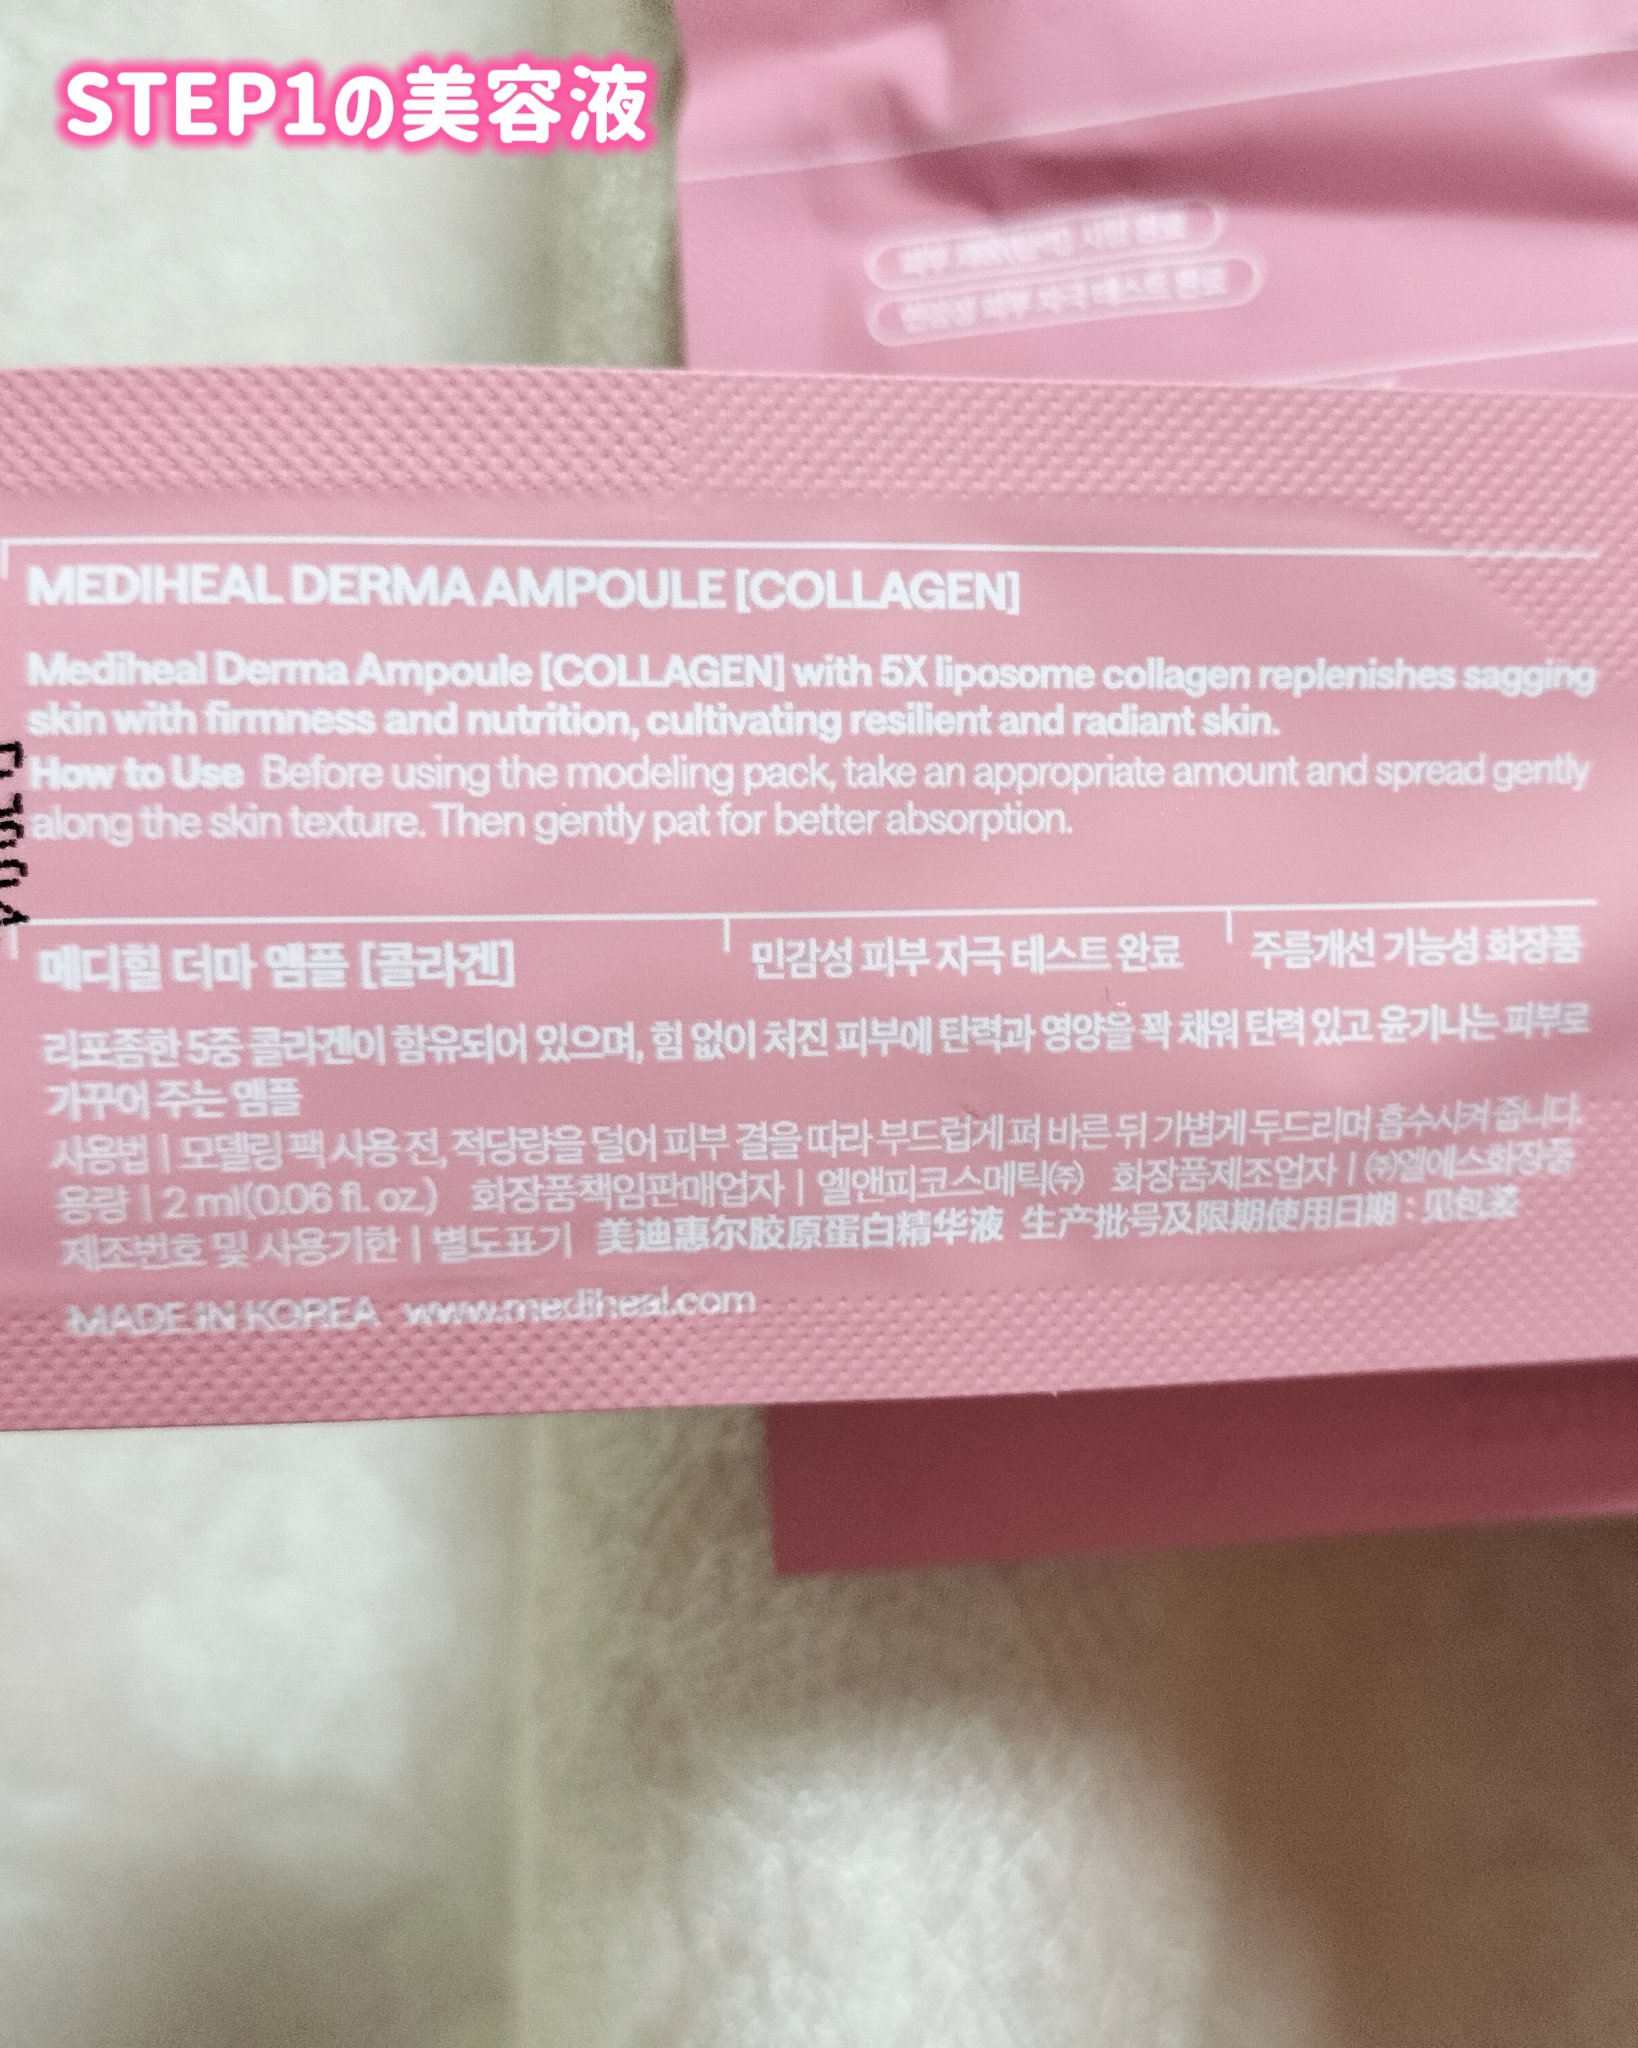 STEP1の美容液
민감성 피부 자극 테스트 완료
MEDIHEAL DERMA AMPOULE [COLLAGEN]
Mediheal Derma Ampoule [COLLAGEN] with 5X liposome collagen replenishes sagging
skin with firmness and nutrition, cultivating resilient and radiant skin.
How to Use Before using the modeling pack, take an appropriate amount and spread gently
along the skin texture. Then gently pat for better absorption.
메디힐 더마 앰플 [콜라겐] 민감성 피부 자극 테스트 완료 주름개선 기능성 화장품
리포좀한 5중 콜라겐이 함유되어 있으며, 힘 없이 처진 피부에 탄력과 영양을 꽉 채워 탄력 있고 윤기나는 피부로
가꾸어 주는 앰플
사용법 | 모델링 팩 사용 전, 적당량을 덜어 피부 결을 따라 부드럽게 펴 바른 뒤 가볍게 두드리며 흡수시켜 줍니다.
용량 | 2 ml(0.06 fl. oz.) 화장품책임판매업자 | 엘앤피코스메틱㈜ 화장품제조업자 | ㈜엘에스화장품
제조번호 및 사용기한 | 별도표기 美迪惠尔胶原蛋白精华液 生产批号及限期使用日期 : 见包装
MADE IN KOREA www.mediheal.com